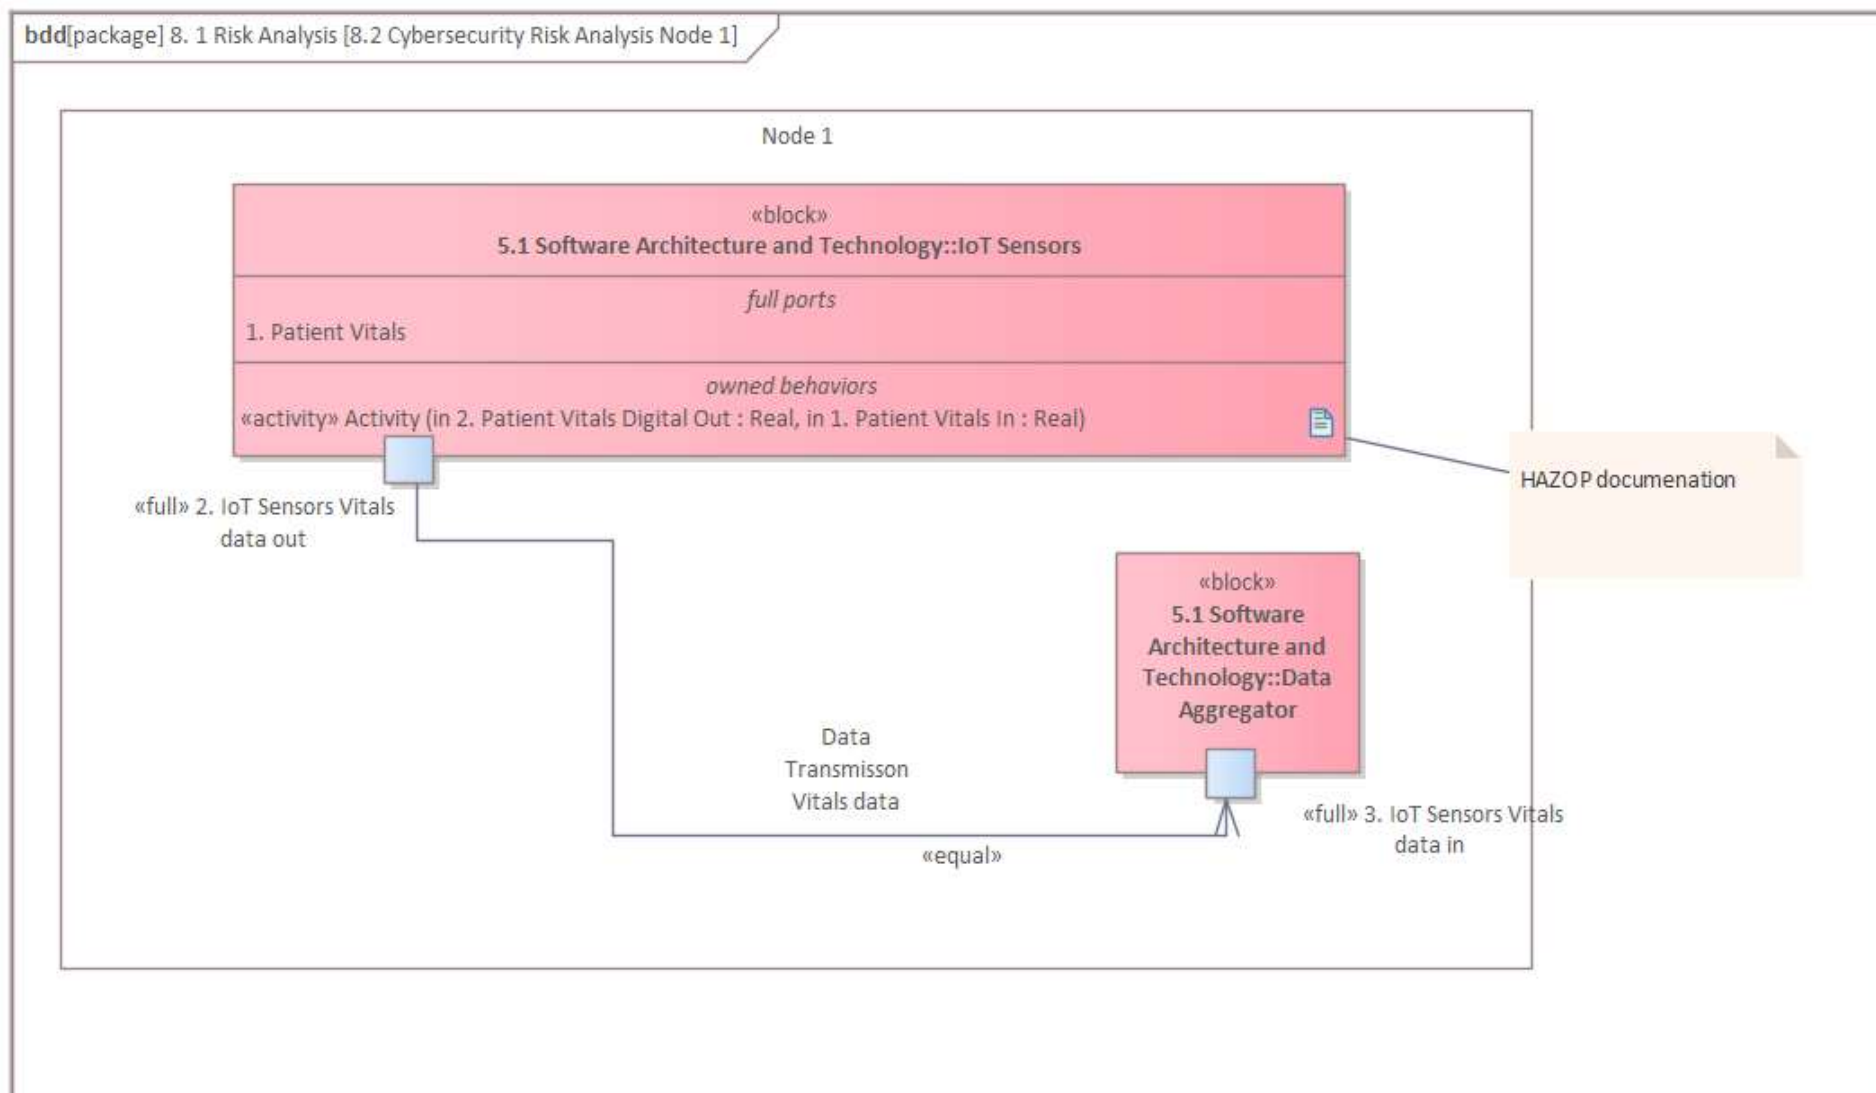 bdd[package] 8. 1 Risk Analysis [8.2 Cybersecurity Risk Analysis Node 1]
Node 1
«block»
5.1 Software Architecture and Technology::IoT Sensors
full ports
1. Patient Vitals
owned behaviors
«activity» Activity (in 2. Patient Vitals Digital Out : Real, in 1. Patient Vitals In : Real)
«full» 2. IoT Sensors Vitals
data out
HAZOP documenation
«block»
5.1 Software
Architecture and
Technology::Data
Aggregator
Data
Transmisson
Vitals data
«full» 3. IoT Sensors Vitals
data in
«equal»